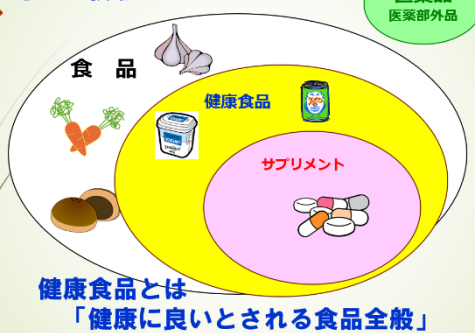 医薬部外品
食 品
健康食品
サプリメント
健康食品とは
「健康に良いとされる食品全般」